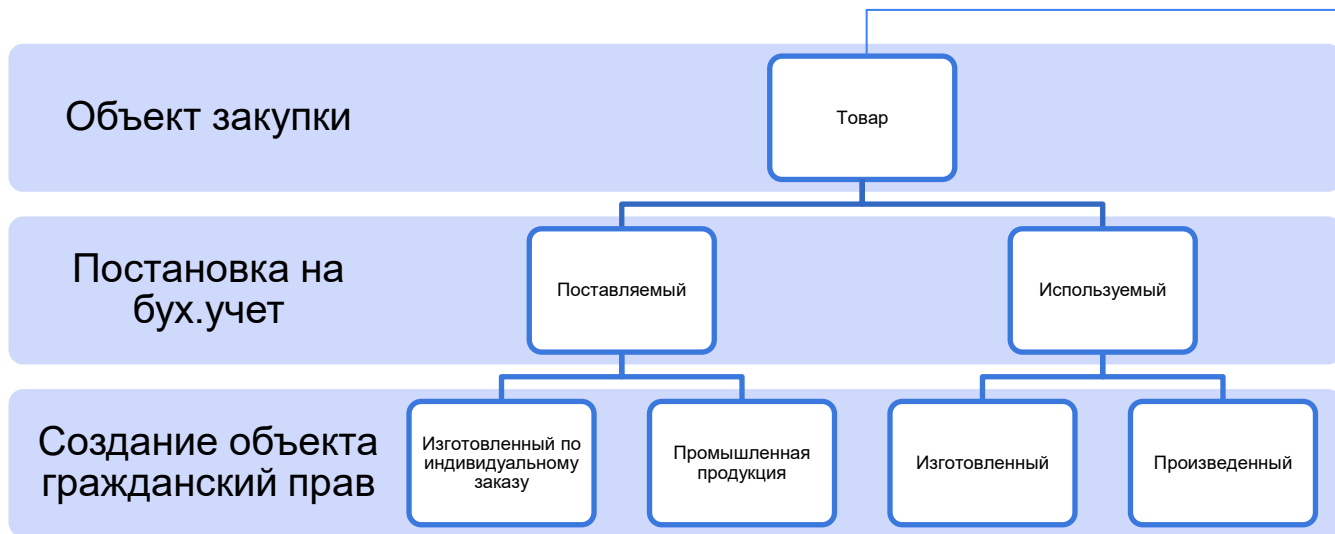 Объект закупки
Товар
Постановка на
бух.учет
Поставляемый
Используемый
Создание объекта
гражданский прав
Изготовленный по
индивидуальному
заказу
Промышленная
продукция
Изготовленный
Произведенный